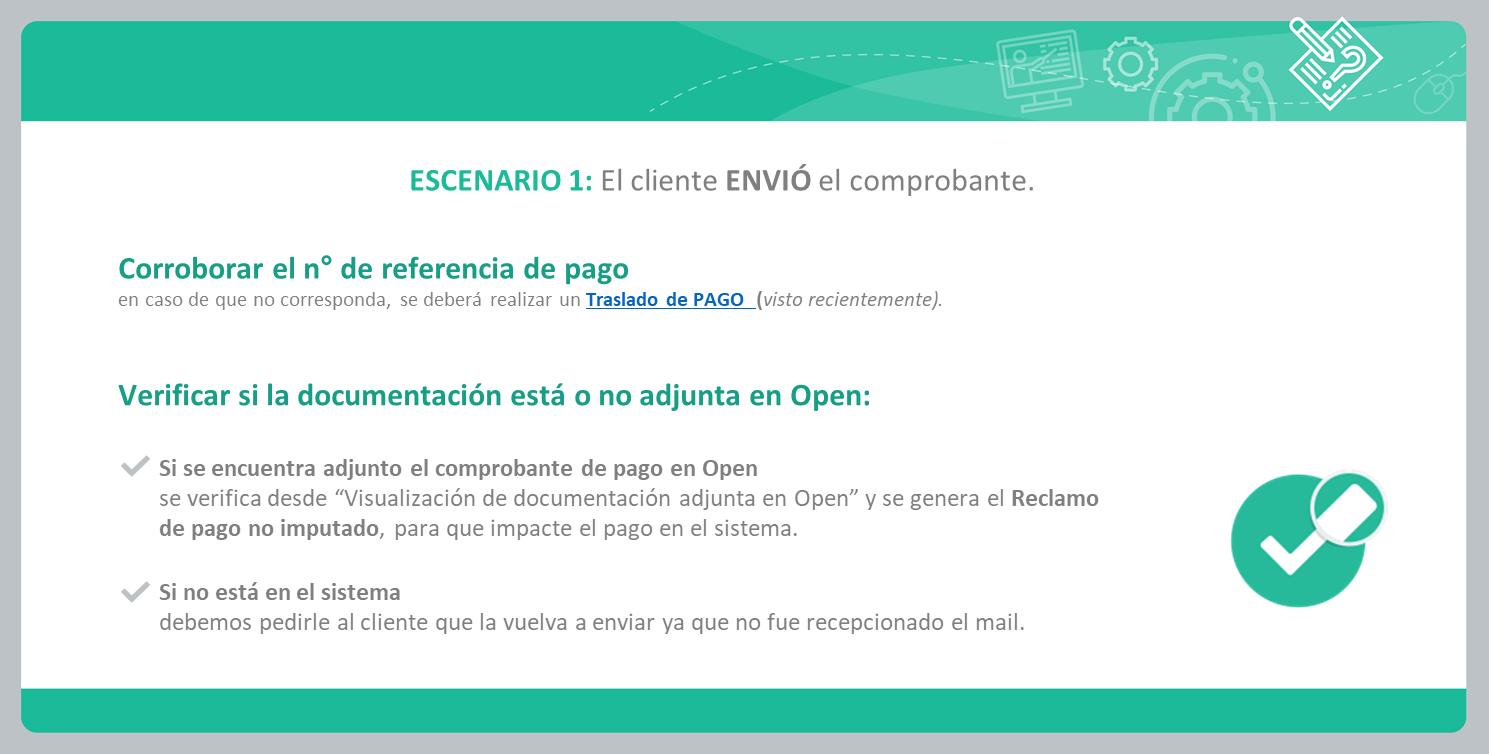 ESCENARIO 1: El cliente ENVIÓ el comprobante.
Corroborar el n° de referencia de pago
en caso de que no corresponda, se deberá realizar un Traslado de PAGO (visto recientemente).
Verificar si la documentación está o no adjunta en Open:
Si se encuentra adjunto el comprobante de pago en Open
se verifica desde “Visualización de documentación adjunta en Open” y se genera el Reclamo
de pago no imputado, para que impacte el pago en el sistema.
Si no está en el sistema
debemos pedirle al cliente que la vuelva a enviar ya que no fue recepcionado el mail.